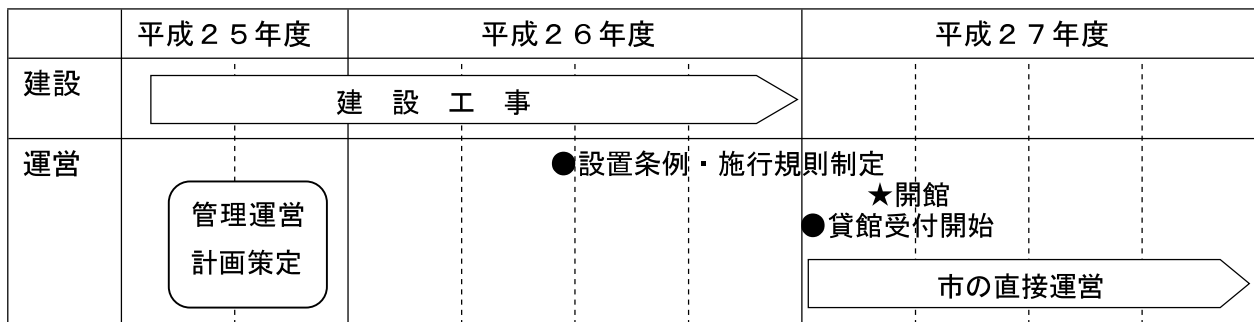 平成２５年度
平成２６年度
平成２７年度
建設
建　設　工　事
運営
●設置条例・施行規則制定
★開館
管理運営
計画策定
●貸館受付開始
市の直接運営